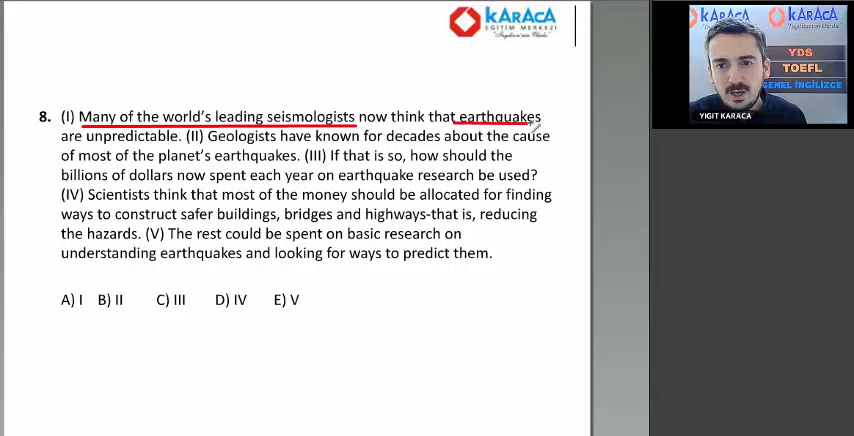 kARAcA
EĞİTİM MERKEZİ
"İngilizce'nin Okulu"
8. (I) Many of the world's leading seismologists now think that earthquakes
are unpredictable. (II) Geologists have known for decades about the cause
of most of the planet's earthquakes. (III) If that is so, how should the
billions of dollars now spent each year on earthquake research be used?
(IV) Scientists think that most of the money should be allocated for finding
ways to construct safer buildings, bridges and highways-that is, reducing
the hazards. (V) The rest could be spent on basic research on
understanding earthquakes and looking for ways to predict them.
A) I B) II C) III D) IV E) V
kARAcA kARAcA
YDS
TOEFL
GENEL İNGİLİZCE
YIGIT KARACA